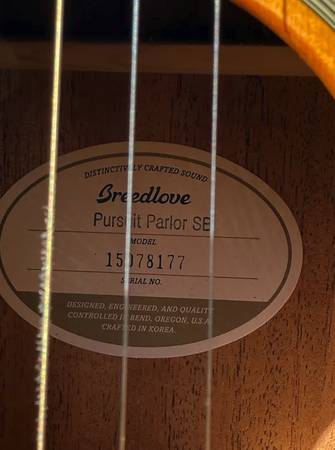 DISTINCTIVELY CRAFTED SOUND
Breedlove
Pursuit Parlor SB
MODEL
15078177
SERIAL NO.
DESIGNED, ENGINEERED, AND QUALITY
CONTROLLED IN BEND, OREGON, U.S.A.
CRAFTED IN KOREA.